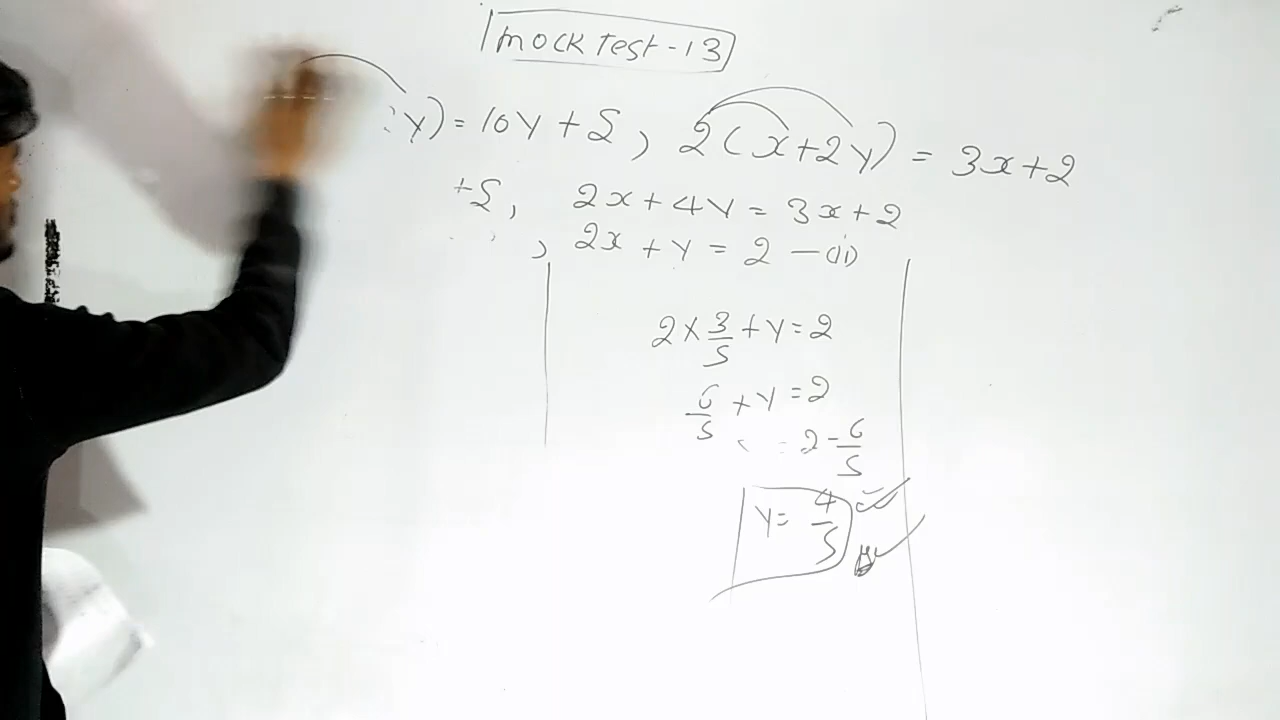 mock Test-13
y) = 10y + 5, 2(x+2y) = 3x+2
+5, 2x + 4y = 3x + 2
, 2x + y = 2 — (ii)
2 × 3/5 + y = 2
6/5 + y = 2
= 2 - 6/5
y = 4/5